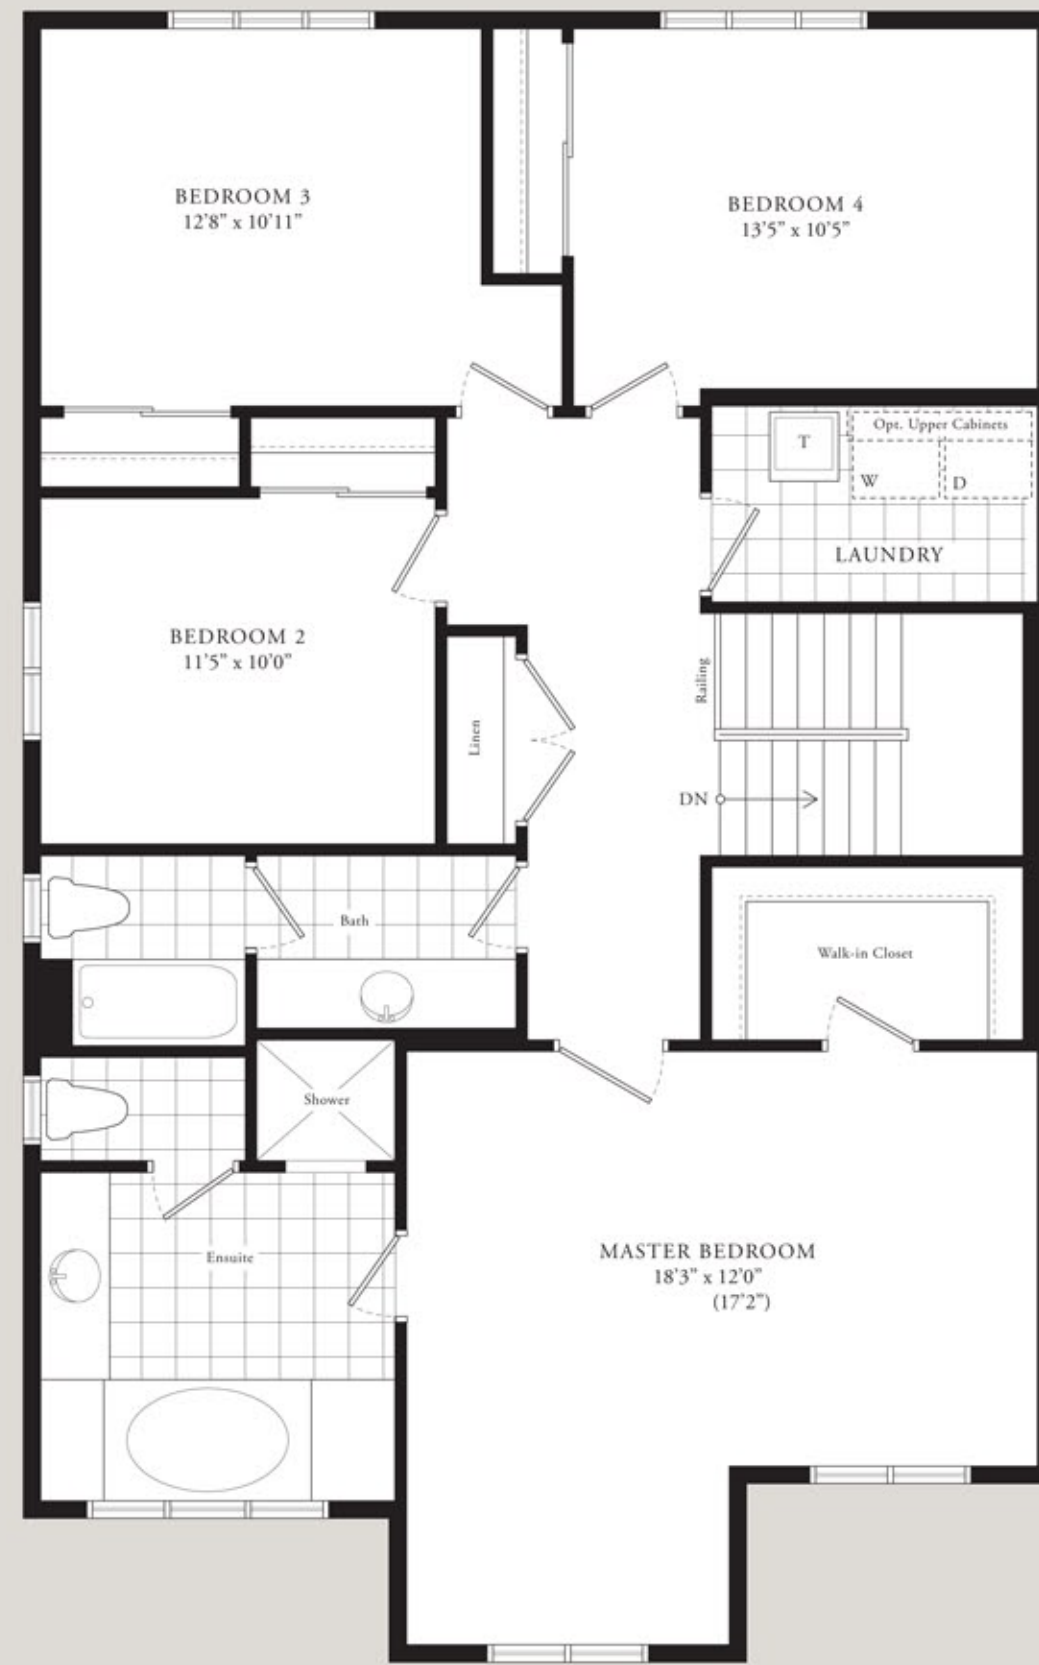 BEDROOM 3
12'8” x 10'11”
BEDROOM 4
13'5” x 10'5”
Opt. Upper Cabinets
T
W
D
LAUNDRY
BEDROOM 2
11'5” x 10'0”
Railing
Linen
DN
Bath
Walk-in Closet
Shower
Ensuite
MASTER BEDROOM
18'3” x 12'0”
(17'2”)